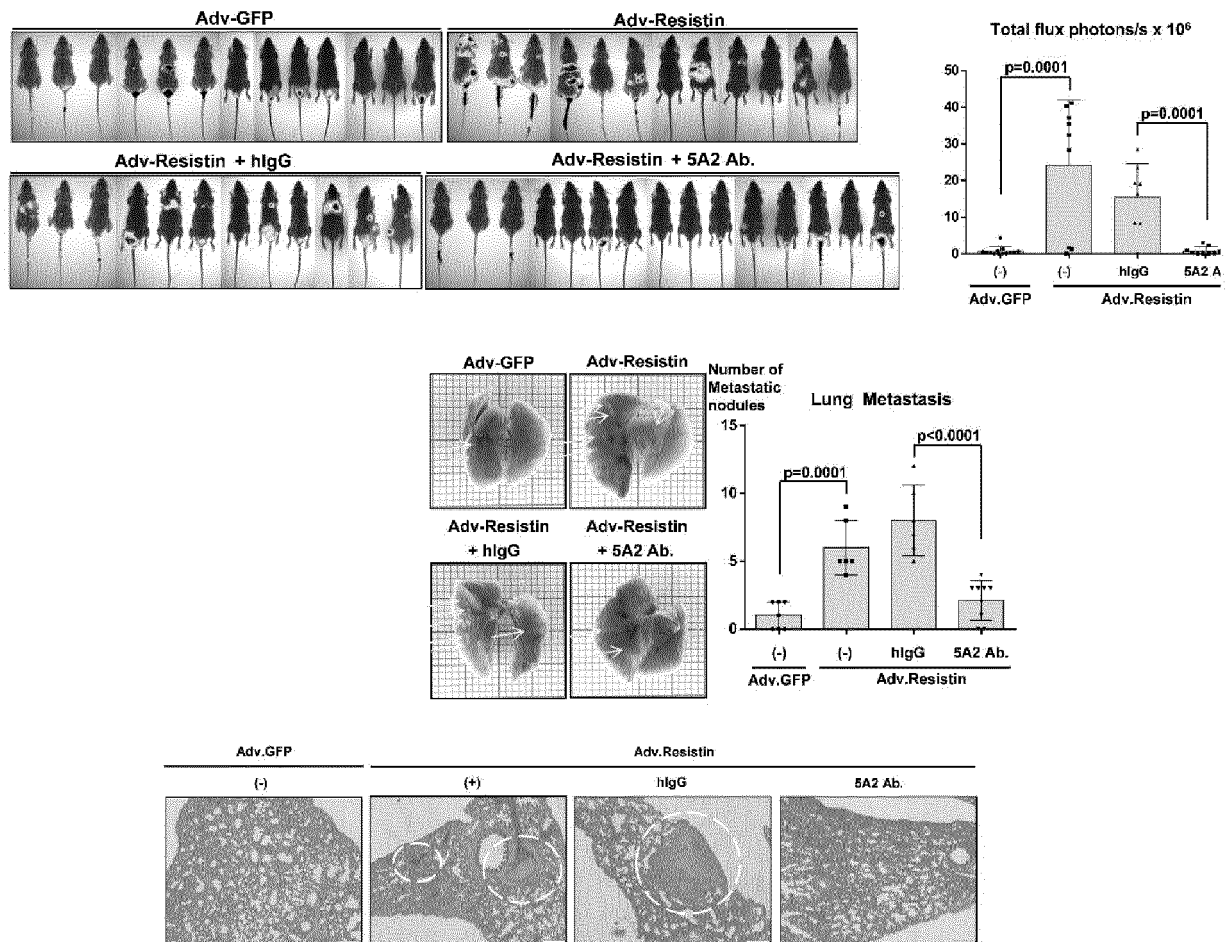 Adv-GFP
Adv-Resistin
Adv-Resistin + hIgG
Adv-Resistin + 5A2 Ab.
Total flux photons/s x 10⁶
50
40
30
20
10
0
p=0.0001
p=0.0001
(-)
(-)
hIgG
5A2 A
Adv.GFP
Adv.Resistin
Adv-GFP
Adv-Resistin
Adv-Resistin
+ hIgG
Adv-Resistin
+ 5A2 Ab.
Number of
Metastatic
nodules
Lung Metastasis
15
10
5
0
p=0.0001
p<0.0001
(-)
(-)
hIgG
5A2 Ab.
Adv.GFP
Adv.Resistin
Adv.GFP
Adv.Resistin
(-)
(+)
hIgG
5A2 Ab.